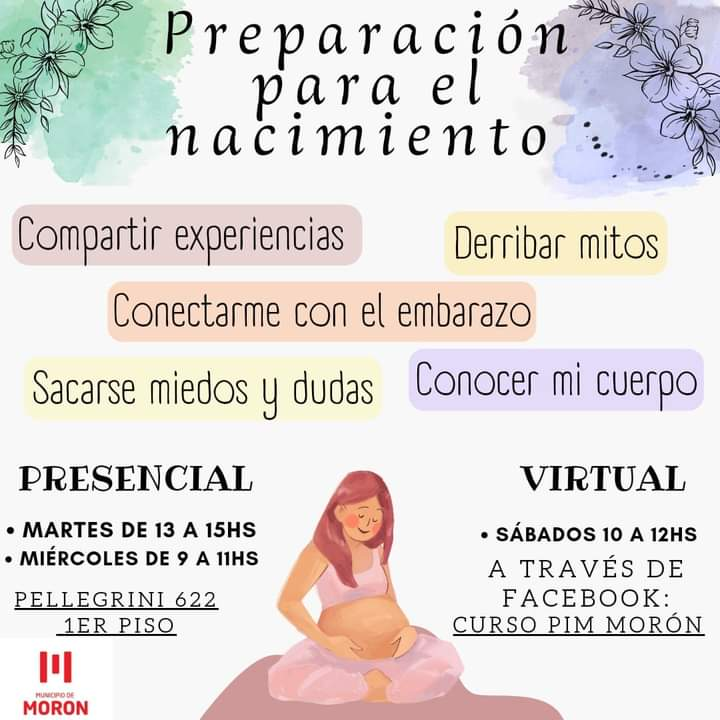 Preparación
para el
nacimiento
Compartir experiencias
Derribar mitos
Conectarme con el embarazo
Sacarse miedos y dudas
Conocer mi cuerpo
PRESENCIAL
• MARTES DE 13 A 15HS
• MIÉRCOLES DE 9 A 11HS
PELLEGRINI 622
1ER PISO
VIRTUAL
• SÁBADOS 10 A 12HS
A TRAVÉS DE
FACEBOOK:
CURSO PIM MORÓN
MUNICIPIO DE
MORON